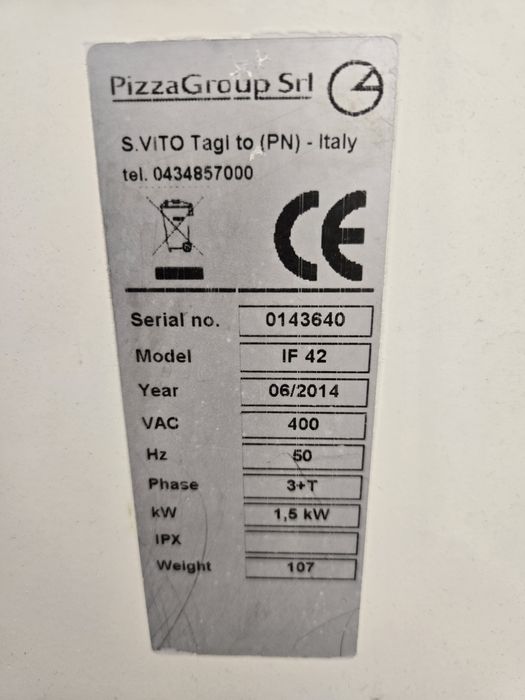 PizzaGroup Srl
S.VITO Tagl to (PN) - Italy
tel. 0434857000
CE
Serial no. 0143640
Model IF 42
Year 06/2014
VAC 400
Hz 50
Phase 3+T
kW 1,5 kW
IPX
Weight 107